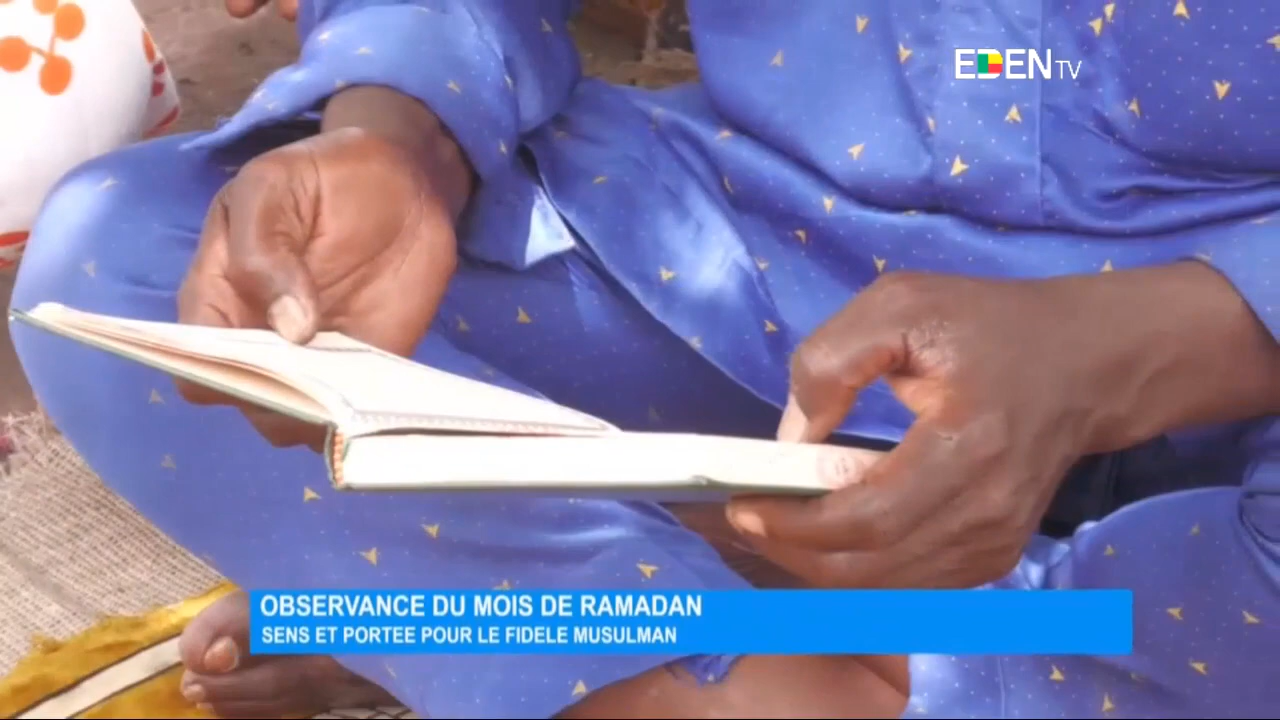 EDEN TV
OBSERVANCE DU MOIS DE RAMADAN
SENS ET PORTEE POUR LE FIDELE MUSULMAN